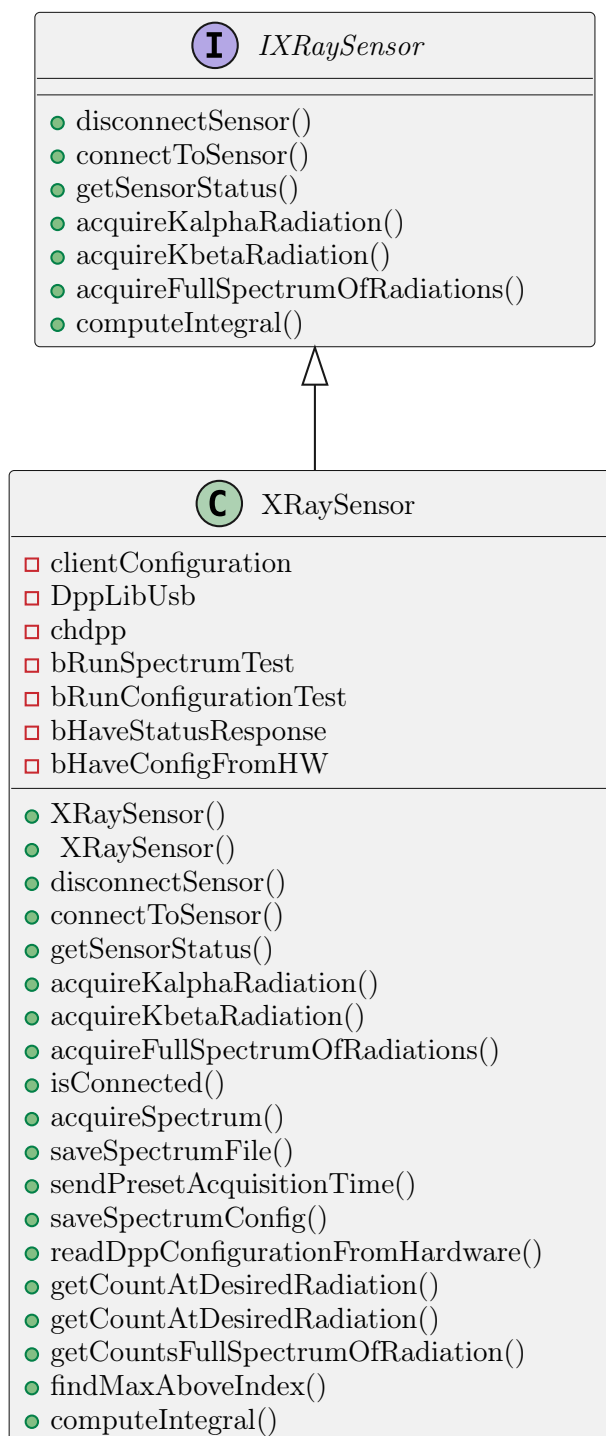 I IXRaySensor
disconnectSensor()
connectToSensor()
getSensorStatus()
acquireKalphaRadiation()
acquireKbetaRadiation()
acquireFullSpectrumOfRadiations()
computeIntegral()
C XRaySensor
clientConfiguration
DppLibUsb
chdpp
bRunSpectrumTest
bRunConfigurationTest
bHaveStatusResponse
bHaveConfigFromHW
XRaySensor()
XRaySensor()
disconnectSensor()
connectToSensor()
getSensorStatus()
acquireKalphaRadiation()
acquireKbetaRadiation()
acquireFullSpectrumOfRadiations()
isConnected()
acquireSpectrum()
saveSpectrumFile()
sendPresetAcquisitionTime()
saveSpectrumConfig()
readDppConfigurationFromHardware()
getCountAtDesiredRadiation()
getCountAtDesiredRadiation()
getCountsFullSpectrumOfRadiation()
findMaxAboveIndex()
computeIntegral()